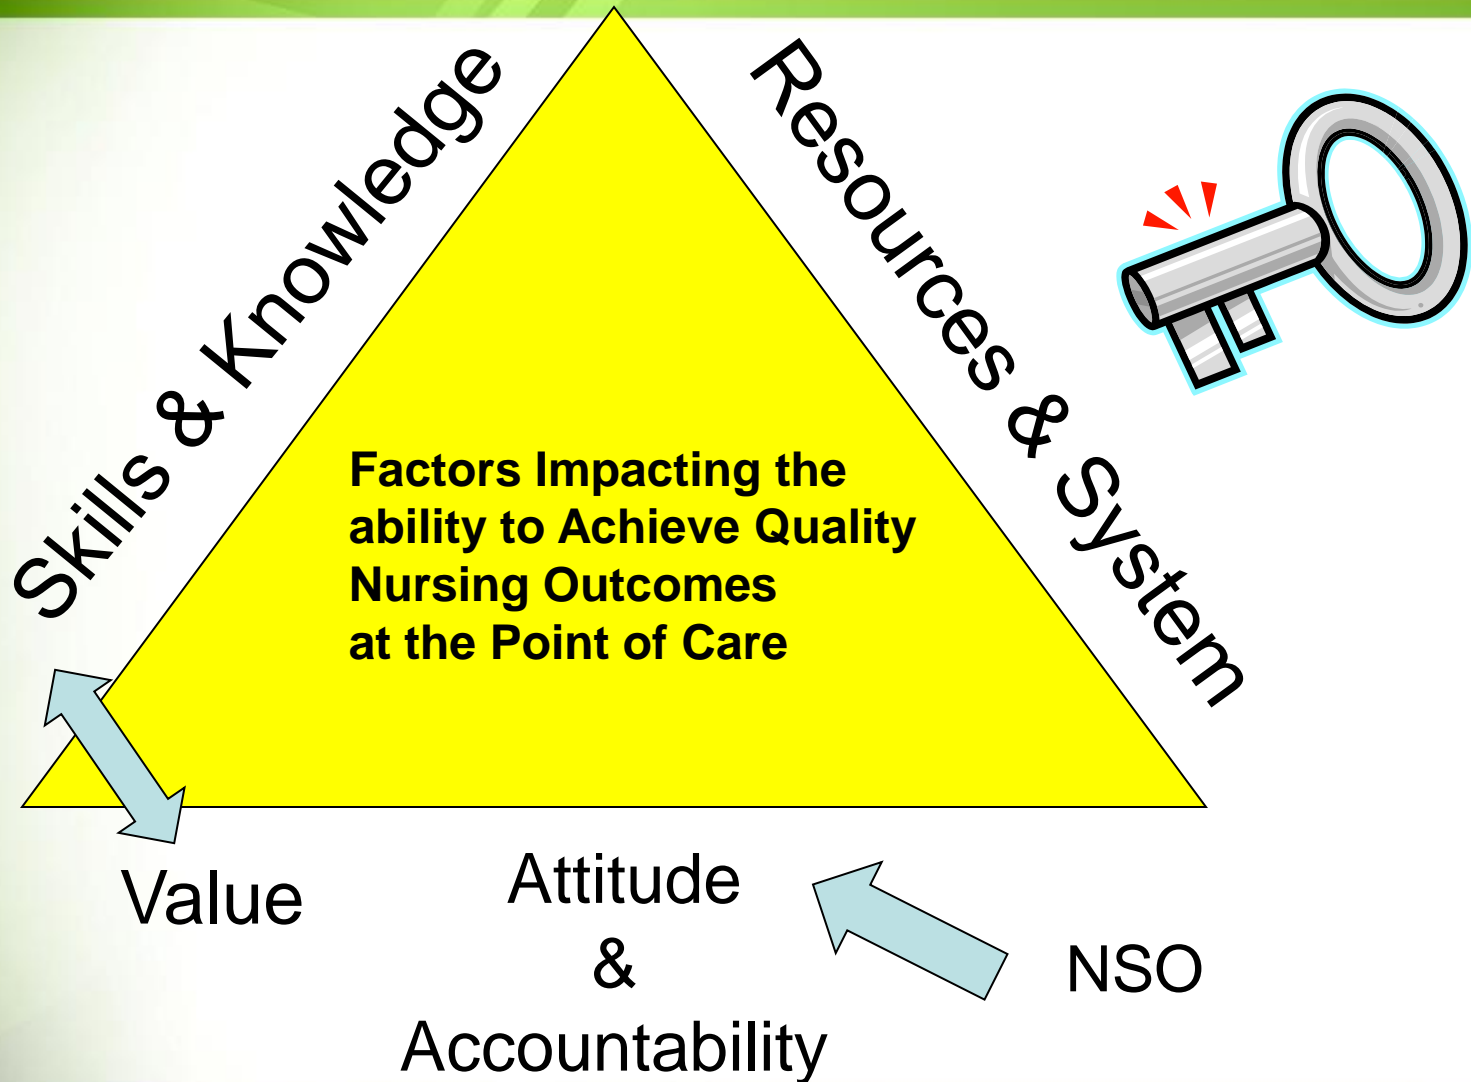 Skills & Knowledge
Resources & System
Factors Impacting the
ability to Achieve Quality
Nursing Outcomes
at the Point of Care
Value
Attitude
&
Accountability
NSO